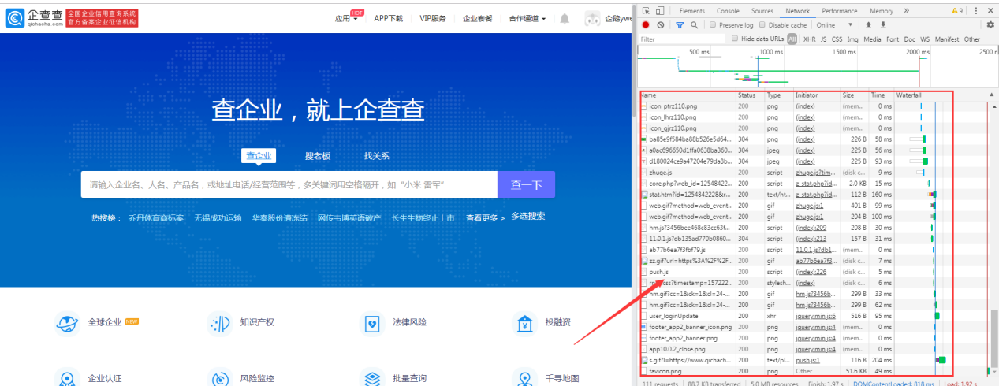 企查查 全国企业信用查询系统
qichacha.com 官方备案企业征信机构
应用 HOT APP下载 VIP服务 企业套餐 合作通道 企鹅ywe
查企业，就上企查查
查企业 搜老板 找关系
请输入企业名、人名、产品名，或地址电话/经营范围等，多关键词用空格隔开，如“小米 雷军” 查一下
热搜榜： 乔丹体育商标案 无锡成功运输 华泰股份遭冻结 网传韦博英语破产 长生生物终止上市 查看更多 > 多选搜索
全球企业 NEW 知识产权 法律风险 投融资
企业认证 风险监控 批量查询 千寻地图
Elements Console Sources Network Performance Memory » 9
Preserve log Disable cache Online
Filter Hide data URLs All XHR JS CSS Img Media Font Doc WS Manifest Other
500 ms 1000 ms 1500 ms 2000 ms 2500 n
Name Status Type Initiator Size Time Waterfall
icon_ptrz110.png 200 png (index) (mem... 0 ms
icon_lhrz110.png 200 png (index) (mem... 0 ms
icon_gjrz110.png 200 png (index) (mem... 0 ms
ba85e9f584ba88b526e5d64... 304 png (index) 226 B 58 ms
a0ac696650d1ffa0638ba360... 304 jpeg (index) 225 B 56 ms
d180024ce9a47204e79da8b... 304 jpeg (index) 225 B 93 ms
zhuge.js 200 script zhuge.js?tim... (disk c... 9 ms
core.php?web_id=12548422... 200 script z_stat.php?id... 2.0 KB 15 ms
stat.htm?id=1254842228&r... 200 text/ht... z_stat.php?id... 112 B 160 ms
web.gif?method=web_event... 200 gif zhuge.js:1 401 B 99 ms
web.gif?method=web_event... 200 gif zhuge.js:1 204 B 100 ms
hm.js?3456bee468c83cc63f... 200 script (index):209 208 B 30 ms
11.0.1.js?db135ad770b0860... 304 script (index):213 157 B 31 ms
ab77b6ea7f3fbf79.js 200 script 11.0.1.js?db1... (mem... 0 ms
zz.gif?url=https%3A%2F%2F... 200 gif ab77b6ea7f3... (disk c... 7 ms
push.js 200 script (index):226 (disk c... 5 ms
css?timestamp=157222... 200 stylesh... (index) (disk c... 6 ms
hm.gif?cc=1&ck=1&cl=24-... 200 gif hm.js?3456b... 299 B 33 ms
hm.gif?cc=1&ck=1&cl=24-... 200 gif hm.js?3456b... 299 B 62 ms
user_loginUpdate 200 xhr jquery.min.js:6 516 B 95 ms
footer_app2_banner_icon.png 200 png jquery.min.js:4 (mem... 0 ms
footer_app2_banner.png 200 png jquery.min.js:4 (mem... 0 ms
app10.0.2_close.png 200 png jquery.min.js:4 (mem... 0 ms
s.gif?l=https://www.qichach... 200 text/pl... push.js:1 116 B 204 ms
favicon.png 200 png Other 51.6 KB 49 ms
111 requests 88.7 KB transferred 5.0 MB resources Finish: 1.97 s DOMContentLoaded: 818 ms Load: 1.92 s